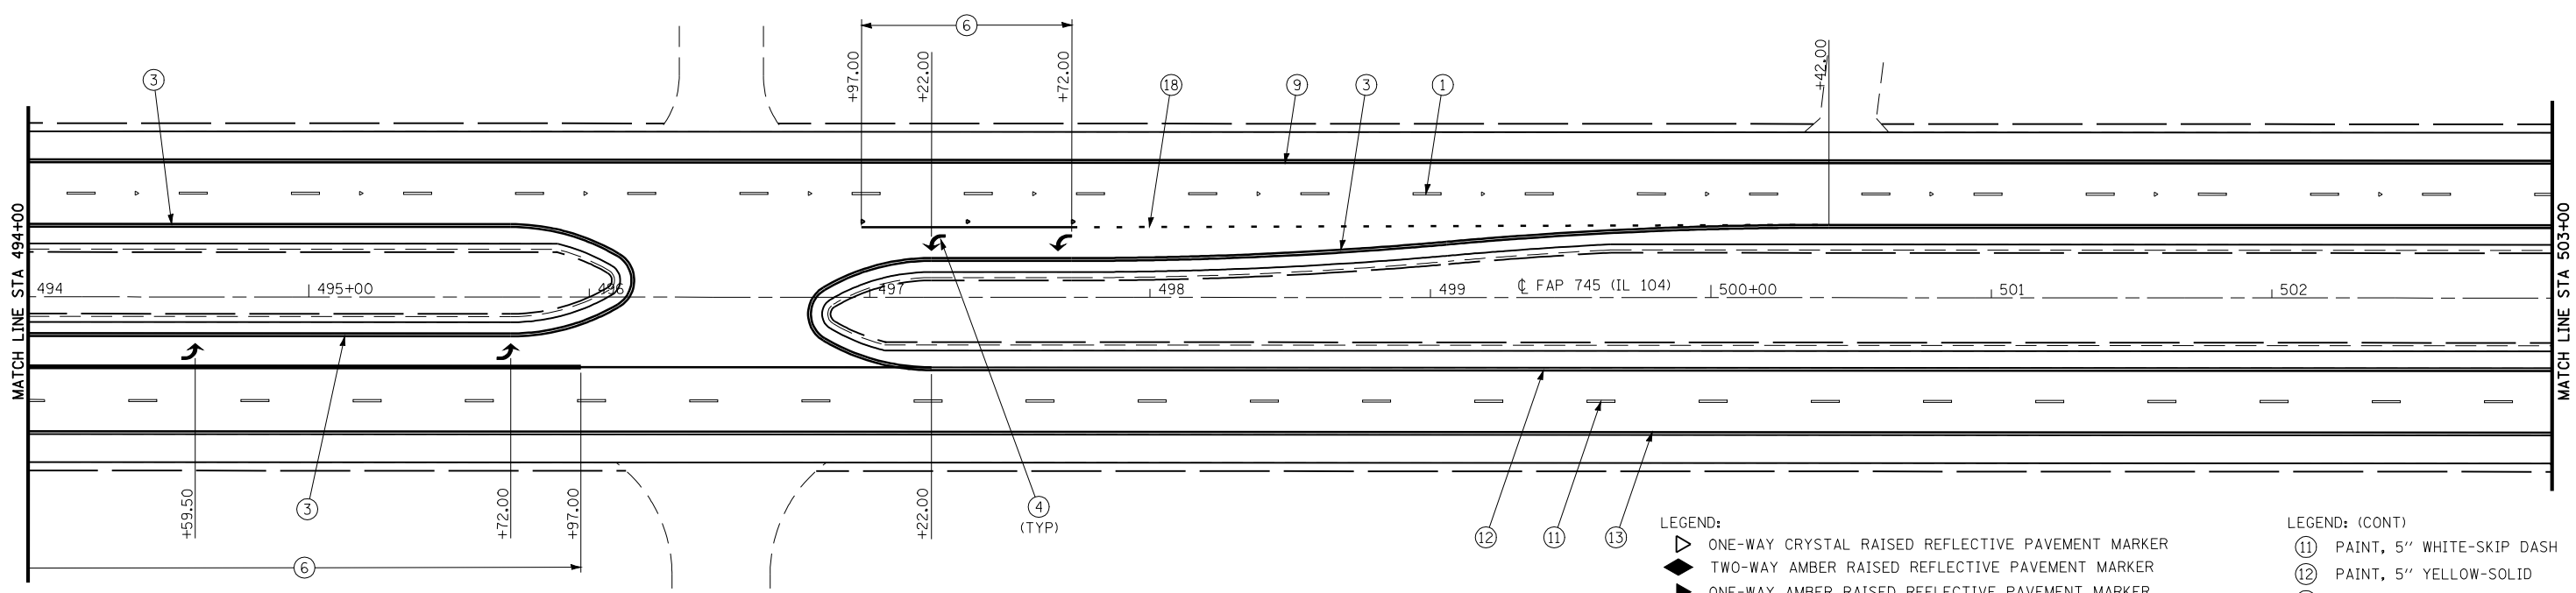 6
+97.00
+22.00
+72.00
+42.00
3
18
9
3
1
MATCH LINE STA 494+00
MATCH LINE STA 503+00
494
495+00
496
497
498
499
℄ FAP 745 (IL 104)
500+00
501
502
+59.50
+72.00
+97.00
+22.00
3
4
(TYP)
12
11
13
6
LEGEND:
ONE-WAY CRYSTAL RAISED REFLECTIVE PAVEMENT MARKER
TWO-WAY AMBER RAISED REFLECTIVE PAVEMENT MARKER
ONE-WAY AMBER RAISED REFLECTIVE PAVEMENT MARKER
LEGEND: (CONT)
11 PAINT, 5'' WHITE-SKIP DASH
12 PAINT, 5'' YELLOW-SOLID